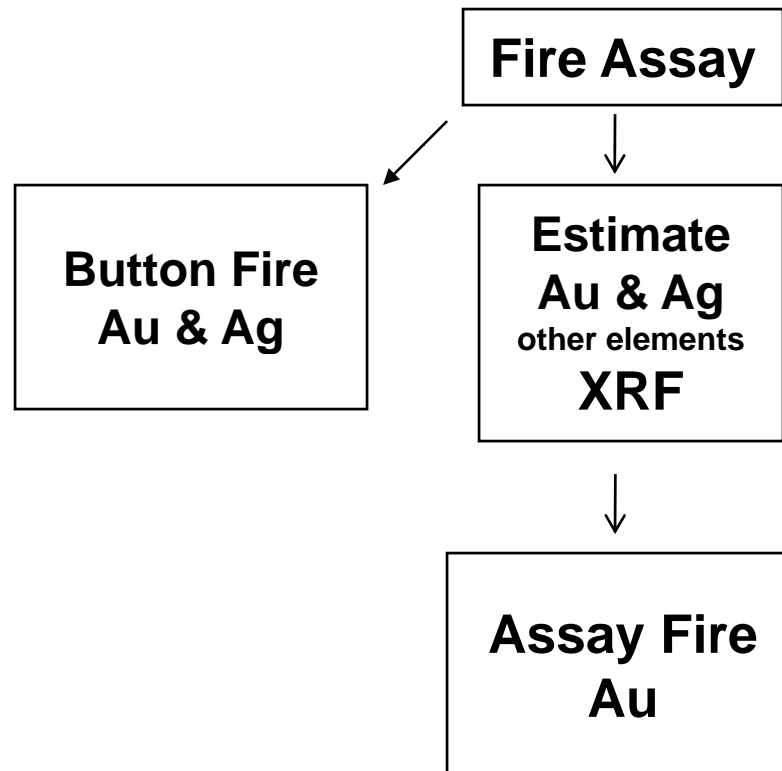 Fire Assay
Button Fire
Au & Ag
Estimate
Au & Ag
other elements
XRF
Assay Fire
Au